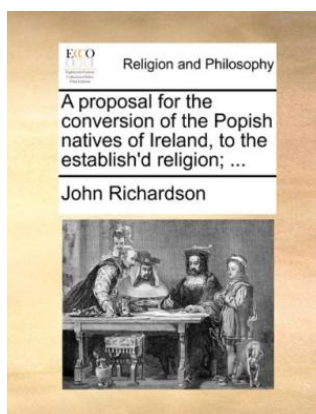 ECCO
Religion and Philosophy
A proposal for the
conversion of the Popish
natives of Ireland, to the
establish'd religion; ...
John Richardson